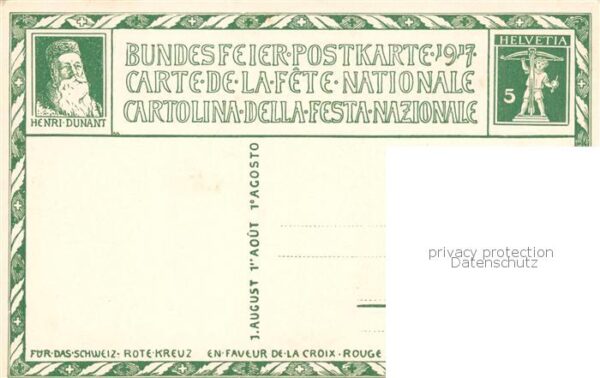 BUNDESFEIER·POSTKARTE·1917
CARTE·DE·LA·FÊTE·NATIONALE
CARTOLINA·DELLA·FESTA·NAZIONALE
HENRI·DUNANT
HELVETIA
5
1.AUGUST 1ER AOÛT 1º AGOSTO
privacy protection
Datenschutz
FÜR·DAS·SCHWEIZ· ROTE·KREUZ EN·FAVEUR DE·LA CROIX·ROUGE